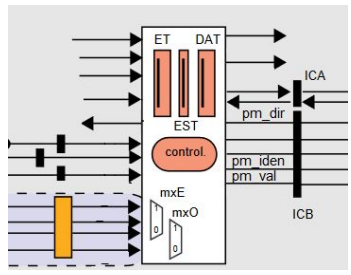 ET DAT
ICA
pm_dir
EST
control.
pm_iden
pm_val
mxE
1
0
mxO
1
0
ICB